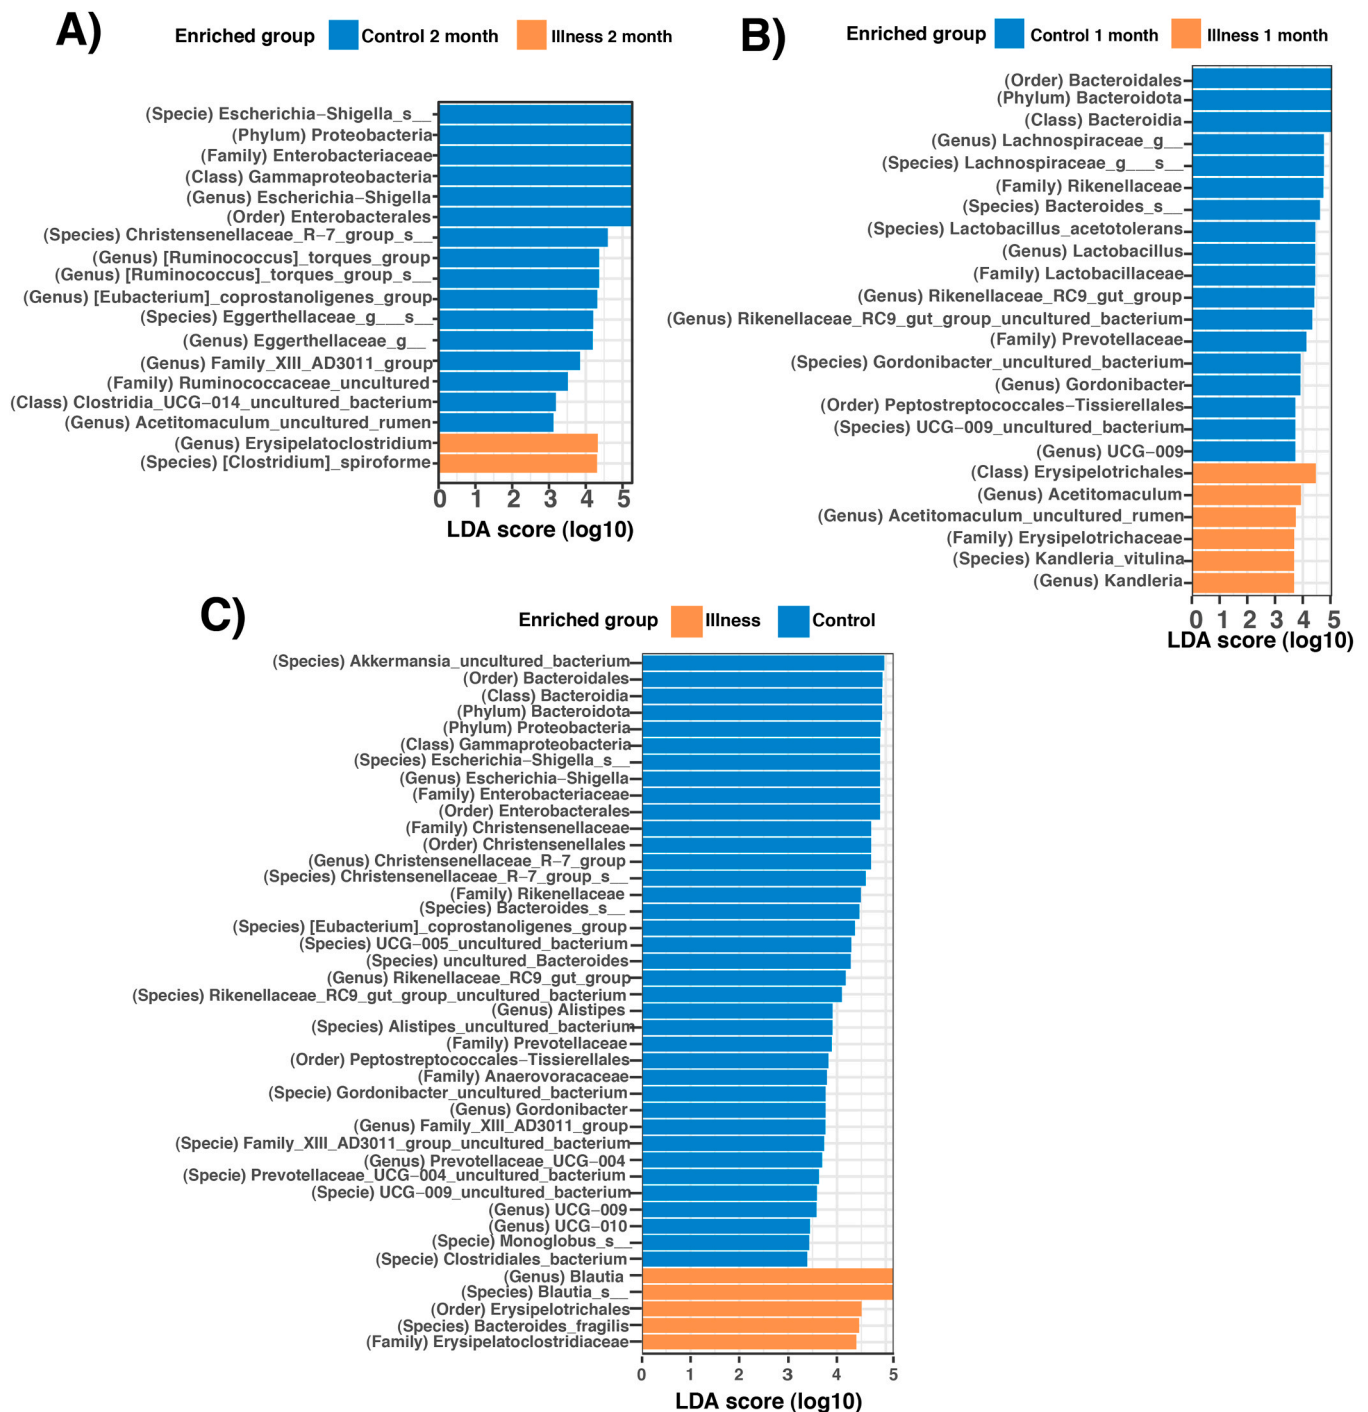 A)
Enriched group Control 2 month Illness 2 month
(Specie) Escherichia−Shigella_s__
(Phylum) Proteobacteria
(Family) Enterobacteriaceae
(Class) Gammaproteobacteria
(Genus) Escherichia−Shigella
(Order) Enterobacterales
(Species) Christensenellaceae_R−7_group_s__
(Genus) [Ruminococcus]_torques_group
(Genus) [Ruminococcus]_torques_group_s__
(Genus) [Eubacterium]_coprostanoligenes_group
(Species) Eggerthellaceae_g___s__
(Genus) Eggerthellaceae_g__
(Genus) Family_XIII_AD3011_group
(Family) Ruminococcaceae_uncultured
(Class) Clostridia_UCG−014_uncultured_bacterium
(Genus) Acetitomaculum_uncultured_rumen
(Genus) Erysipelatoclostridium
(Species) [Clostridium]_spiroforme
0 1 2 3 4 5
LDA score (log10)
B)
Enriched group Control 1 month Illness 1 month
(Order) Bacteroidales
(Phylum) Bacteroidota
(Class) Bacteroidia
(Genus) Lachnospiraceae_g__
(Species) Lachnospiraceae_g___s__
(Family) Rikenellaceae
(Species) Bacteroides_s__
(Species) Lactobacillus_acetotolerans
(Genus) Lactobacillus
(Family) Lactobacillaceae
(Genus) Rikenellaceae_RC9_gut_group
(Genus) Rikenellaceae_RC9_gut_group_uncultured_bacterium
(Family) Prevotellaceae
(Species) Gordonibacter_uncultured_bacterium
(Genus) Gordonibacter
(Order) Peptostreptococcales−Tissierellales
(Species) UCG−009_uncultured_bacterium
(Genus) UCG−009
(Class) Erysipelotrichales
(Genus) Acetitomaculum
(Genus) Acetitomaculum_uncultured_rumen
(Family) Erysipelotrichaceae
(Species) Kandleria_vitulina
(Genus) Kandleria
0 1 2 3 4 5
LDA score (log10)
C)
Enriched group Illness Control
(Species) Akkermansia_uncultured_bacterium
(Order) Bacteroidales
(Class) Bacteroidia
(Phylum) Bacteroidota
(Phylum) Proteobacteria
(Class) Gammaproteobacteria
(Species) Escherichia−Shigella_s__
(Genus) Escherichia−Shigella
(Family) Enterobacteriaceae
(Order) Enterobacterales
(Family) Christensenellaceae
(Order) Christensenellales
(Genus) Christensenellaceae_R−7_group
(Species) Christensenellaceae_R−7_group_s__
(Family) Rikenellaceae
(Species) Bacteroides_s__
(Species) [Eubacterium]_coprostanoligenes_group
(Species) UCG−005_uncultured_bacterium
(Species) uncultured_Bacteroides
(Genus) Rikenellaceae_RC9_gut_group
(Species) Rikenellaceae_RC9_gut_group_uncultured_bacterium
(Genus) Alistipes
(Species) Alistipes_uncultured_bacterium
(Family) Prevotellaceae
(Order) Peptostreptococcales−Tissierellales
(Family) Anaerovoracaceae
(Specie) Gordonibacter_uncultured_bacterium
(Genus) Gordonibacter
(Genus) Family_XIII_AD3011_group
(Specie) Family_XIII_AD3011_group_uncultured_bacterium
(Genus) Prevotellaceae_UCG−004
(Specie) Prevotellaceae_UCG−004_uncultured_bacterium
(Specie) UCG−009_uncultured_bacterium
(Genus) UCG−009
(Genus) UCG−010
(Specie) Monoglobus_s__
(Specie) Clostridiales_bacterium
(Genus) Blautia
(Species) Blautia_s__
(Order) Erysipelotrichales
(Species) Bacteroides_fragilis
(Family) Erysipelatoclostridiaceae
0 1 2 3 4 5
LDA score (log10)